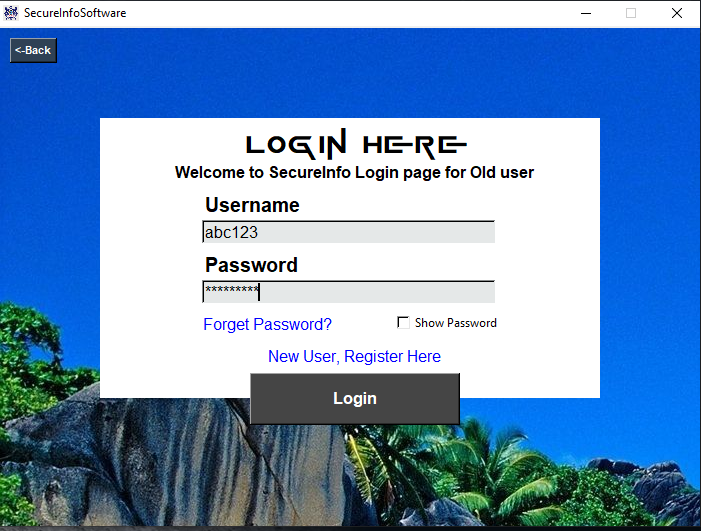 SecureInfoSoftware
<-Back
LOGIN HERE
Welcome to SecureInfo Login page for Old user
Username
abc123
Password
*********
Forget Password? Show Password
New User, Register Here
Login